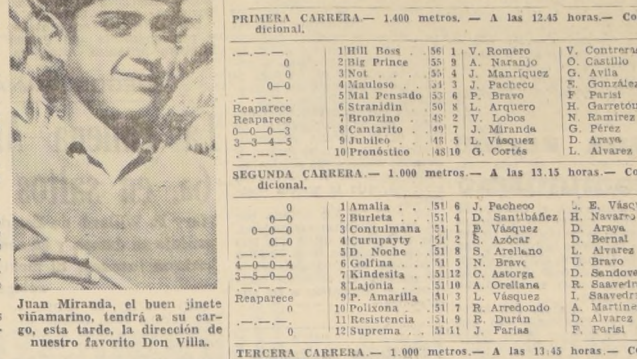 Juan Miranda, el buen jinete
viñamarino, tendrá a su car-
go, esta tarde, la dirección de
nuestro favorito Don Villa.
PRIMERA CARRERA.— 1.400 metros. — A las 12.45 horas.— Co
dicional.
.—.—.— 1 Hill Boss . 56 1 V. Romero V. Contrera
0 2 Big Prince 55 9 A. Naranjo O. Castillo
0 3 Not . . . 55 4 J. Manríquez G. Avila
0—0 4 Mauloso . . 54 3 J. Pacheco E. González
.—.—.— 5 Mal Pensado 53 6 P. Bravo F. Parisi
Reaparece 6 Stranidin 50 8 L. Arquero H. Garretón
Reaparece 7 Bronzino . 48 2 V. Lobos N. Ramírez
0—0—0—3 8 Cantarito . 49 7 J. Miranda G. Pérez
3—3—4—5 9 Jubileo . . 48 5 L. Vásquez D. Araya
.—.—.— 10 Pronóstico . 48 10 G. Cortés L. Alvarez
SEGUNDA CARRERA.— 1.000 metros. — A las 13.15 horas.— Co
dicional.
0 1 Amalia . . . 51 6 J. Pacheco L. E. Vásq
0—0 2 Burleta . . . 51 4 D. Santibáñez H. Navarro
0—0—0 3 Contulmana 51 1 E. Vásquez D. Araya
0—0 4 Curupayty . 51 2 S. Azócar D. Bernal
.—.—.— 5 D. Noche . . 51 8 S. Arellano L. Alvarez
4—0—0—4 6 Golfina . . . 51 5 N. Bravo U. Bravo
3—5—0—0 7 Kindesita . . 51 12 C. Astorga D. Sandova
.—.—.— 8 Lajonia . . . 51 10 A. Orellana R. Saavedra
Reaparece 9 P. Amarilla . 51 3 L. Vásquez I. Saavedra
0 10 Polixona . . . 51 7 R. Arredondo A. Martíne
.—.—.— 11 Resistencia . 51 9 R. Durán D. Alvarez
0 12 Suprema . . . 51 11 J. Farías F. Parisi
TERCERA CARRERA.— 1.000 metros.— A las 13.45 horas.— C